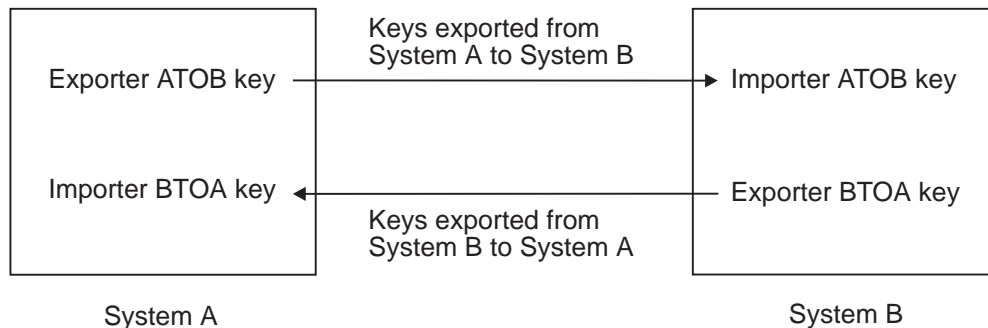 Keys exported from
System A to System B
Exporter ATOB key
Importer ATOB key
Importer BTOA key
Exporter BTOA key
Keys exported from
System B to System A
System A
System B